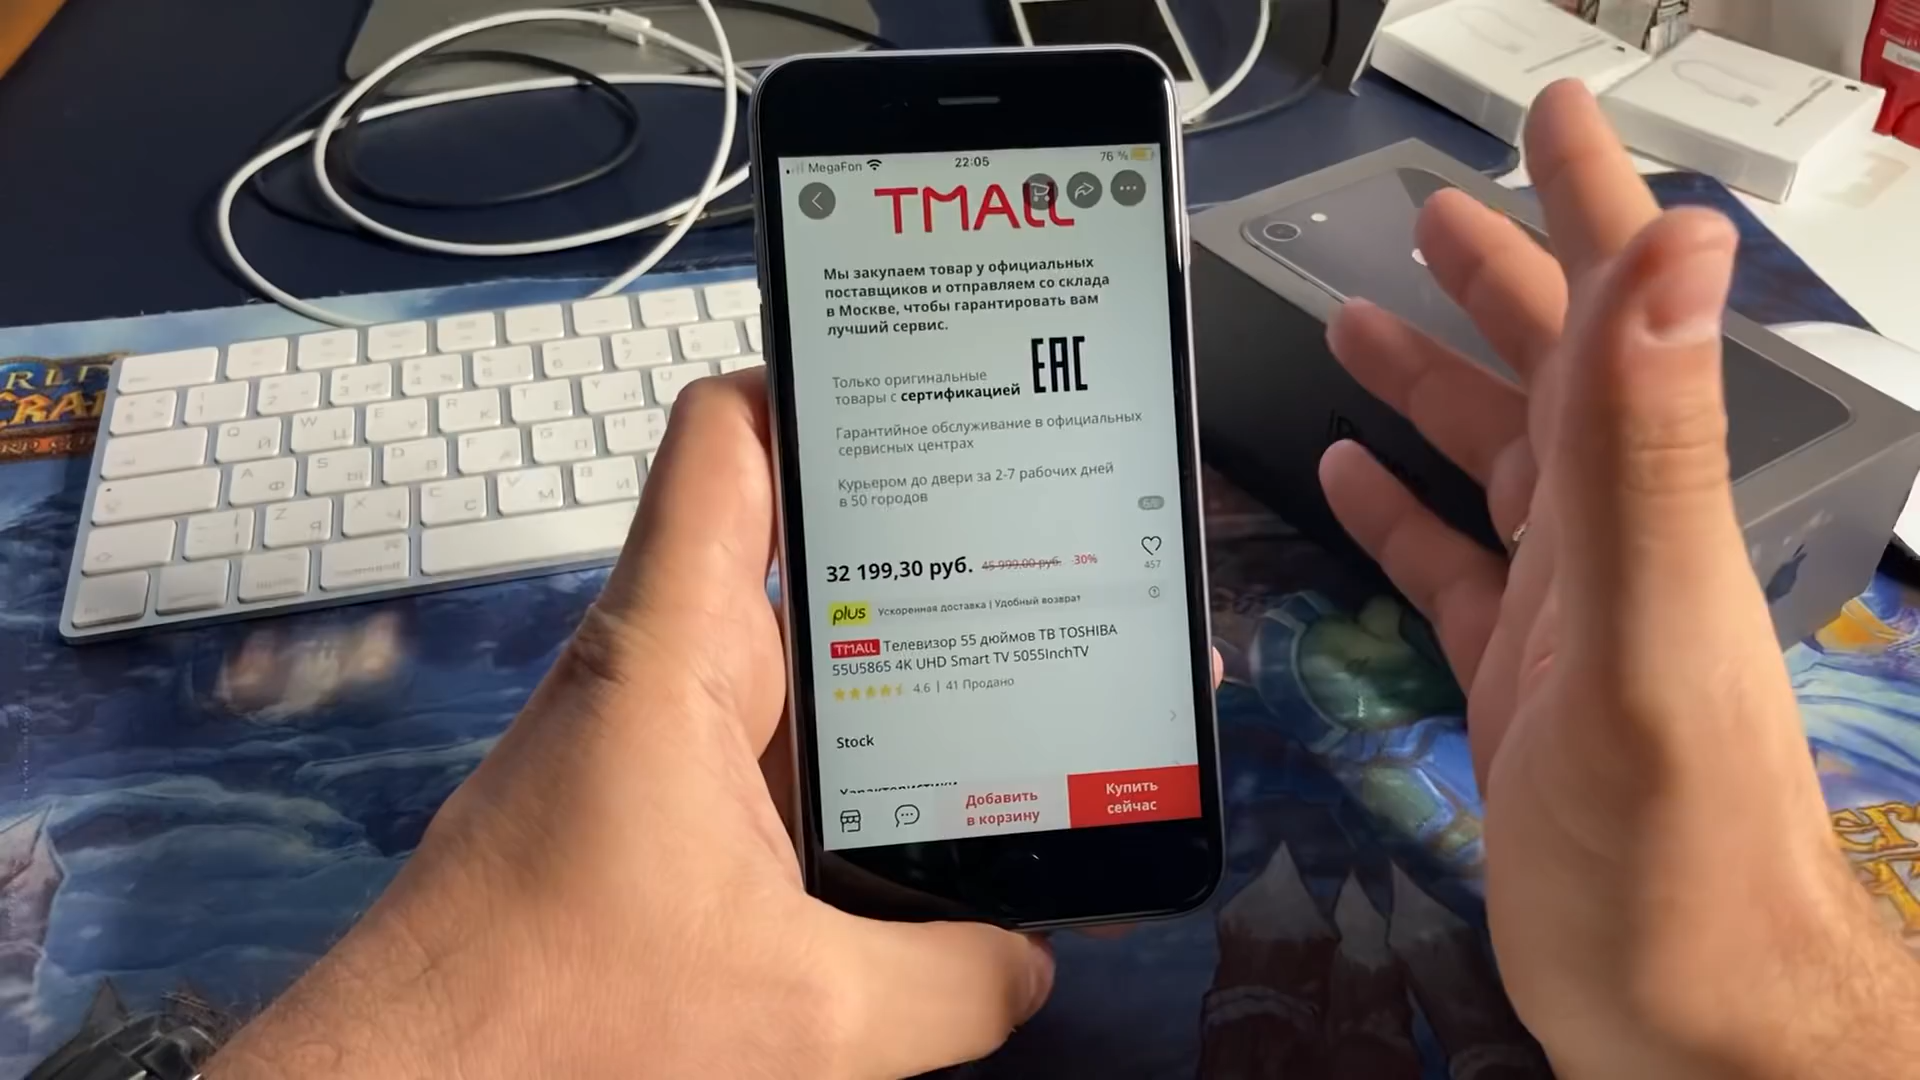 MegaFon 22:05 76 %
TMALL
Мы закупаем товар у официальных
поставщиков и отправляем со склада
в Москве, чтобы гарантировать вам
лучший сервис.
Только оригинальные
товары с сертификацией
EAC
Гарантийное обслуживание в официальных
сервисных центрах
Курьером до двери за 2-7 рабочих дней
в 50 городов
32 199,30 руб. 45 999,00 руб. -30%
457
plus Ускоренная доставка | Удобный возврат
TMALL Телевизор 55 дюймов ТВ TOSHIBA
55U5865 4K UHD Smart TV 5055InchTV
4.6 | 41 Продано
Stock
Характеристики
Добавить
в корзину
Купить
сейчас